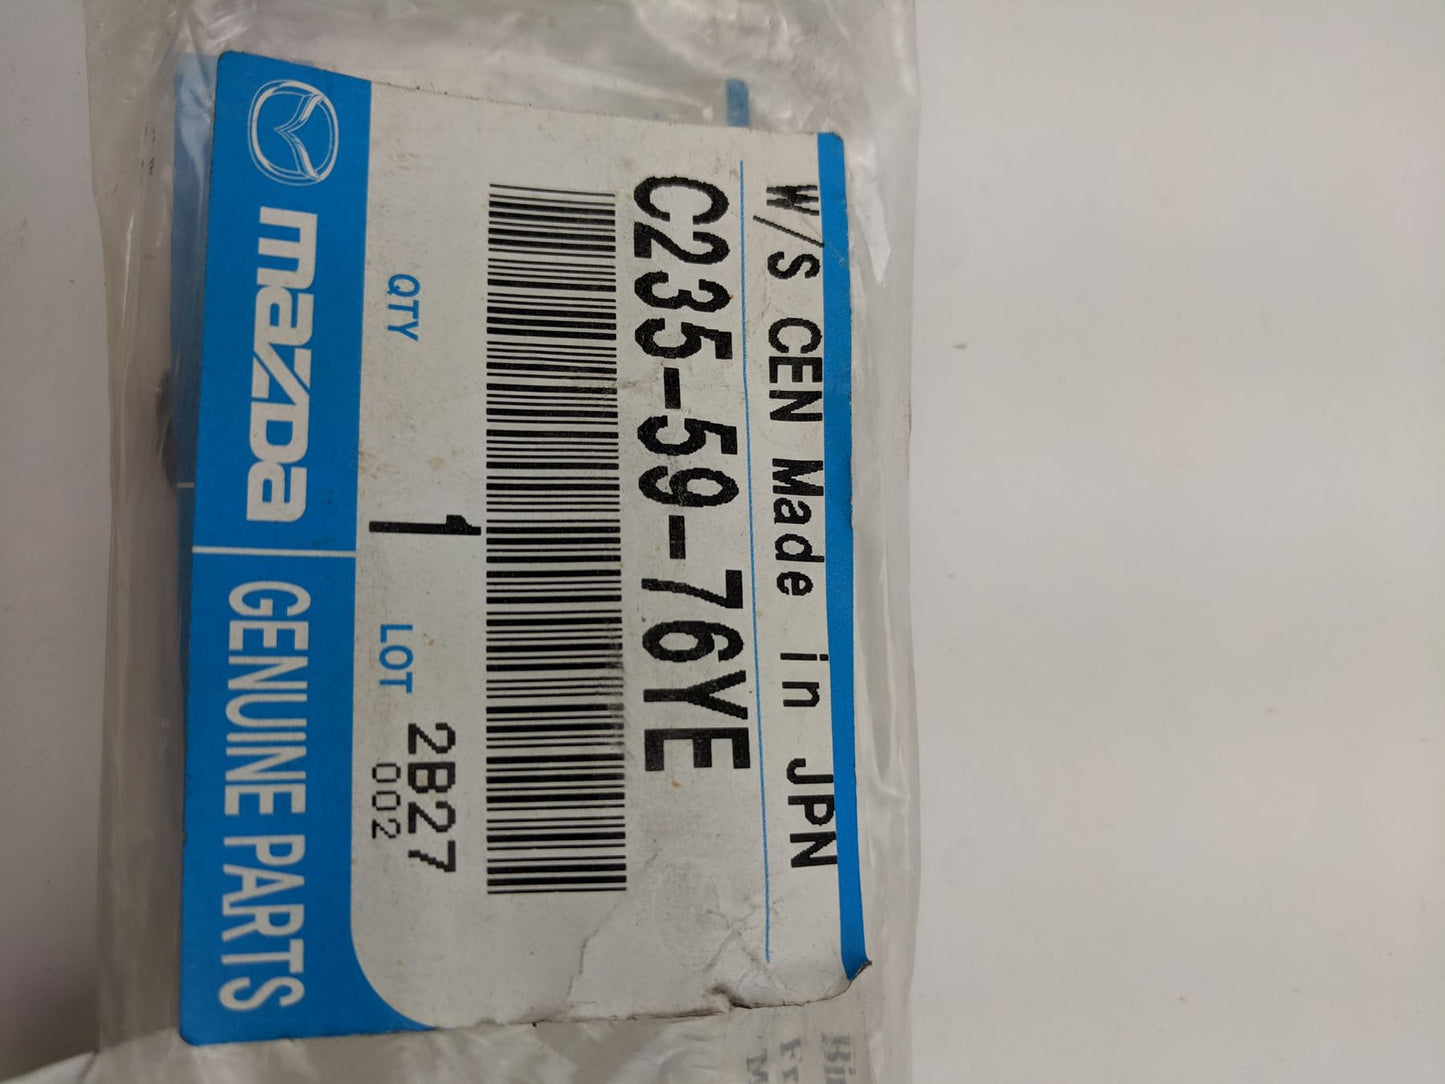 mazda GENUINE PARTS
QTY 1 LOT 2B27
002
C235-59-76YE
W/S CEN Made in JPN